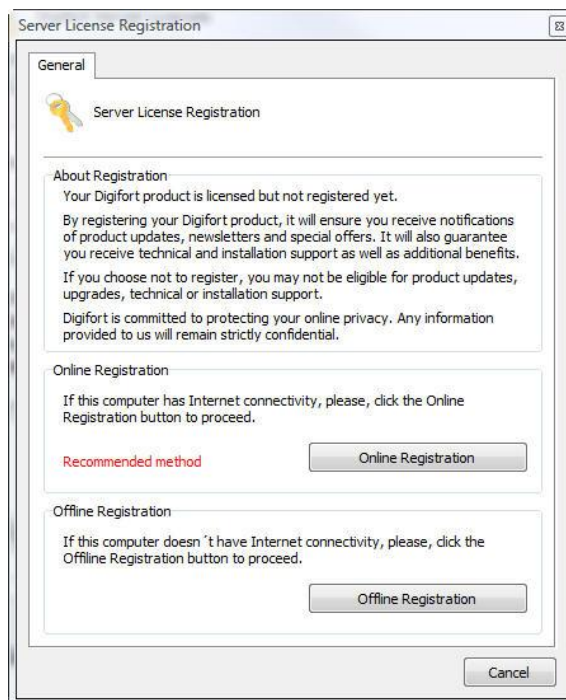 Server License Registration
General
Server License Registration
About Registration
Your Digifort product is licensed but not registered yet.
By registering your Digifort product, it will ensure you receive notifications
of product updates, newsletters and special offers. It will also guarantee
you receive technical and installation support as well as additional benefits.
If you choose not to register, you may not be eligible for product updates,
upgrades, technical or installation support.
Digifort is committed to protecting your online privacy. Any information
provided to us will remain strictly confidential.
Online Registration
If this computer has Internet connectivity, please, click the Online
Registration button to proceed.
Recommended method
Online Registration
Offline Registration
If this computer doesn´t have Internet connectivity, please, click the
Offiline Registration button to proceed.
Offline Registration
Cancel